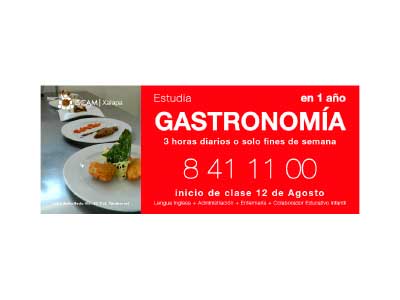 CAM | Xalapa
Estudia
en 1 año
GASTRONOMÍA
3 horas diarios o solo fines de semana
8 41 11 00
inicio de clase 12 de Agosto
Lengua Inglesa + Administración + Enfermería + Colaborador Educativo Infantil